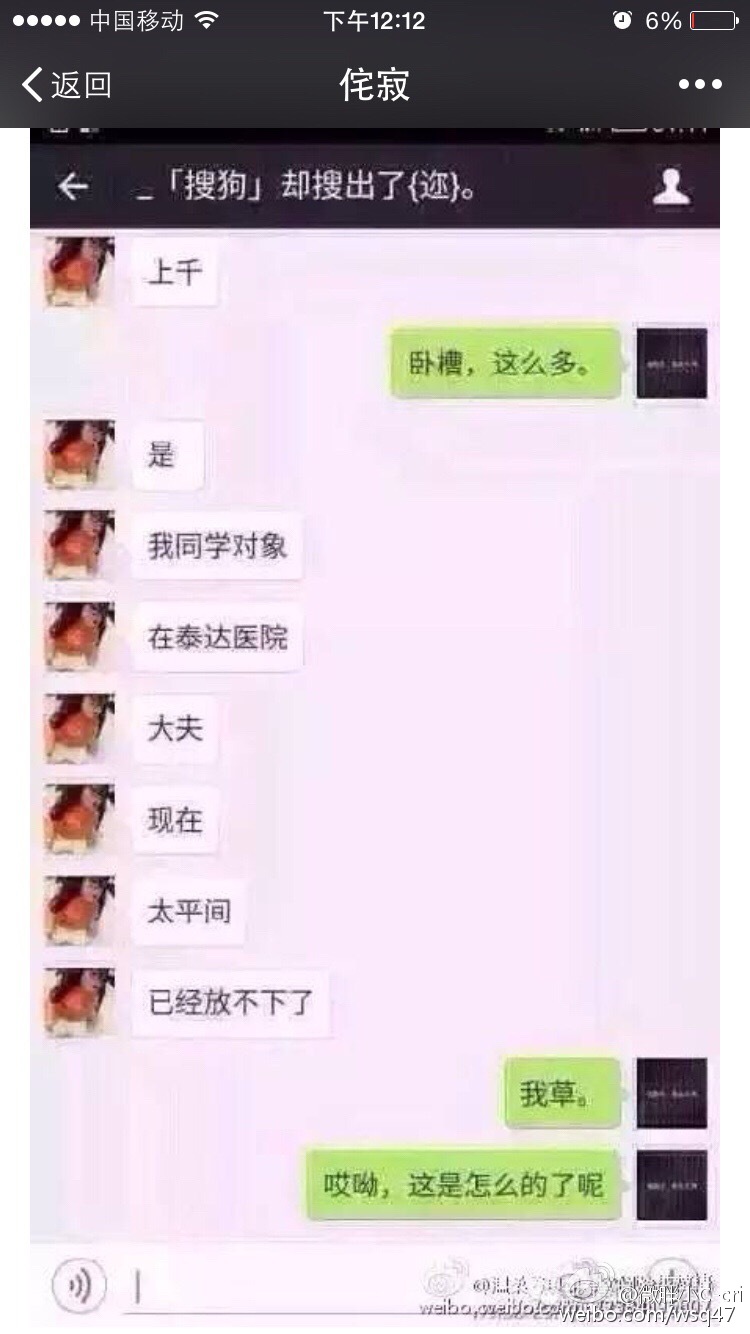 中国移动
下午12:12
6%
返回
侘寂
_「搜狗」却搜出了{迩}。
上千
卧槽，这么多。
是
我同学对象
在泰达医院
大夫
现在
太平间
已经放不下了
我草。
哎呦，这是怎么的了呢
weibo.com/wsq47